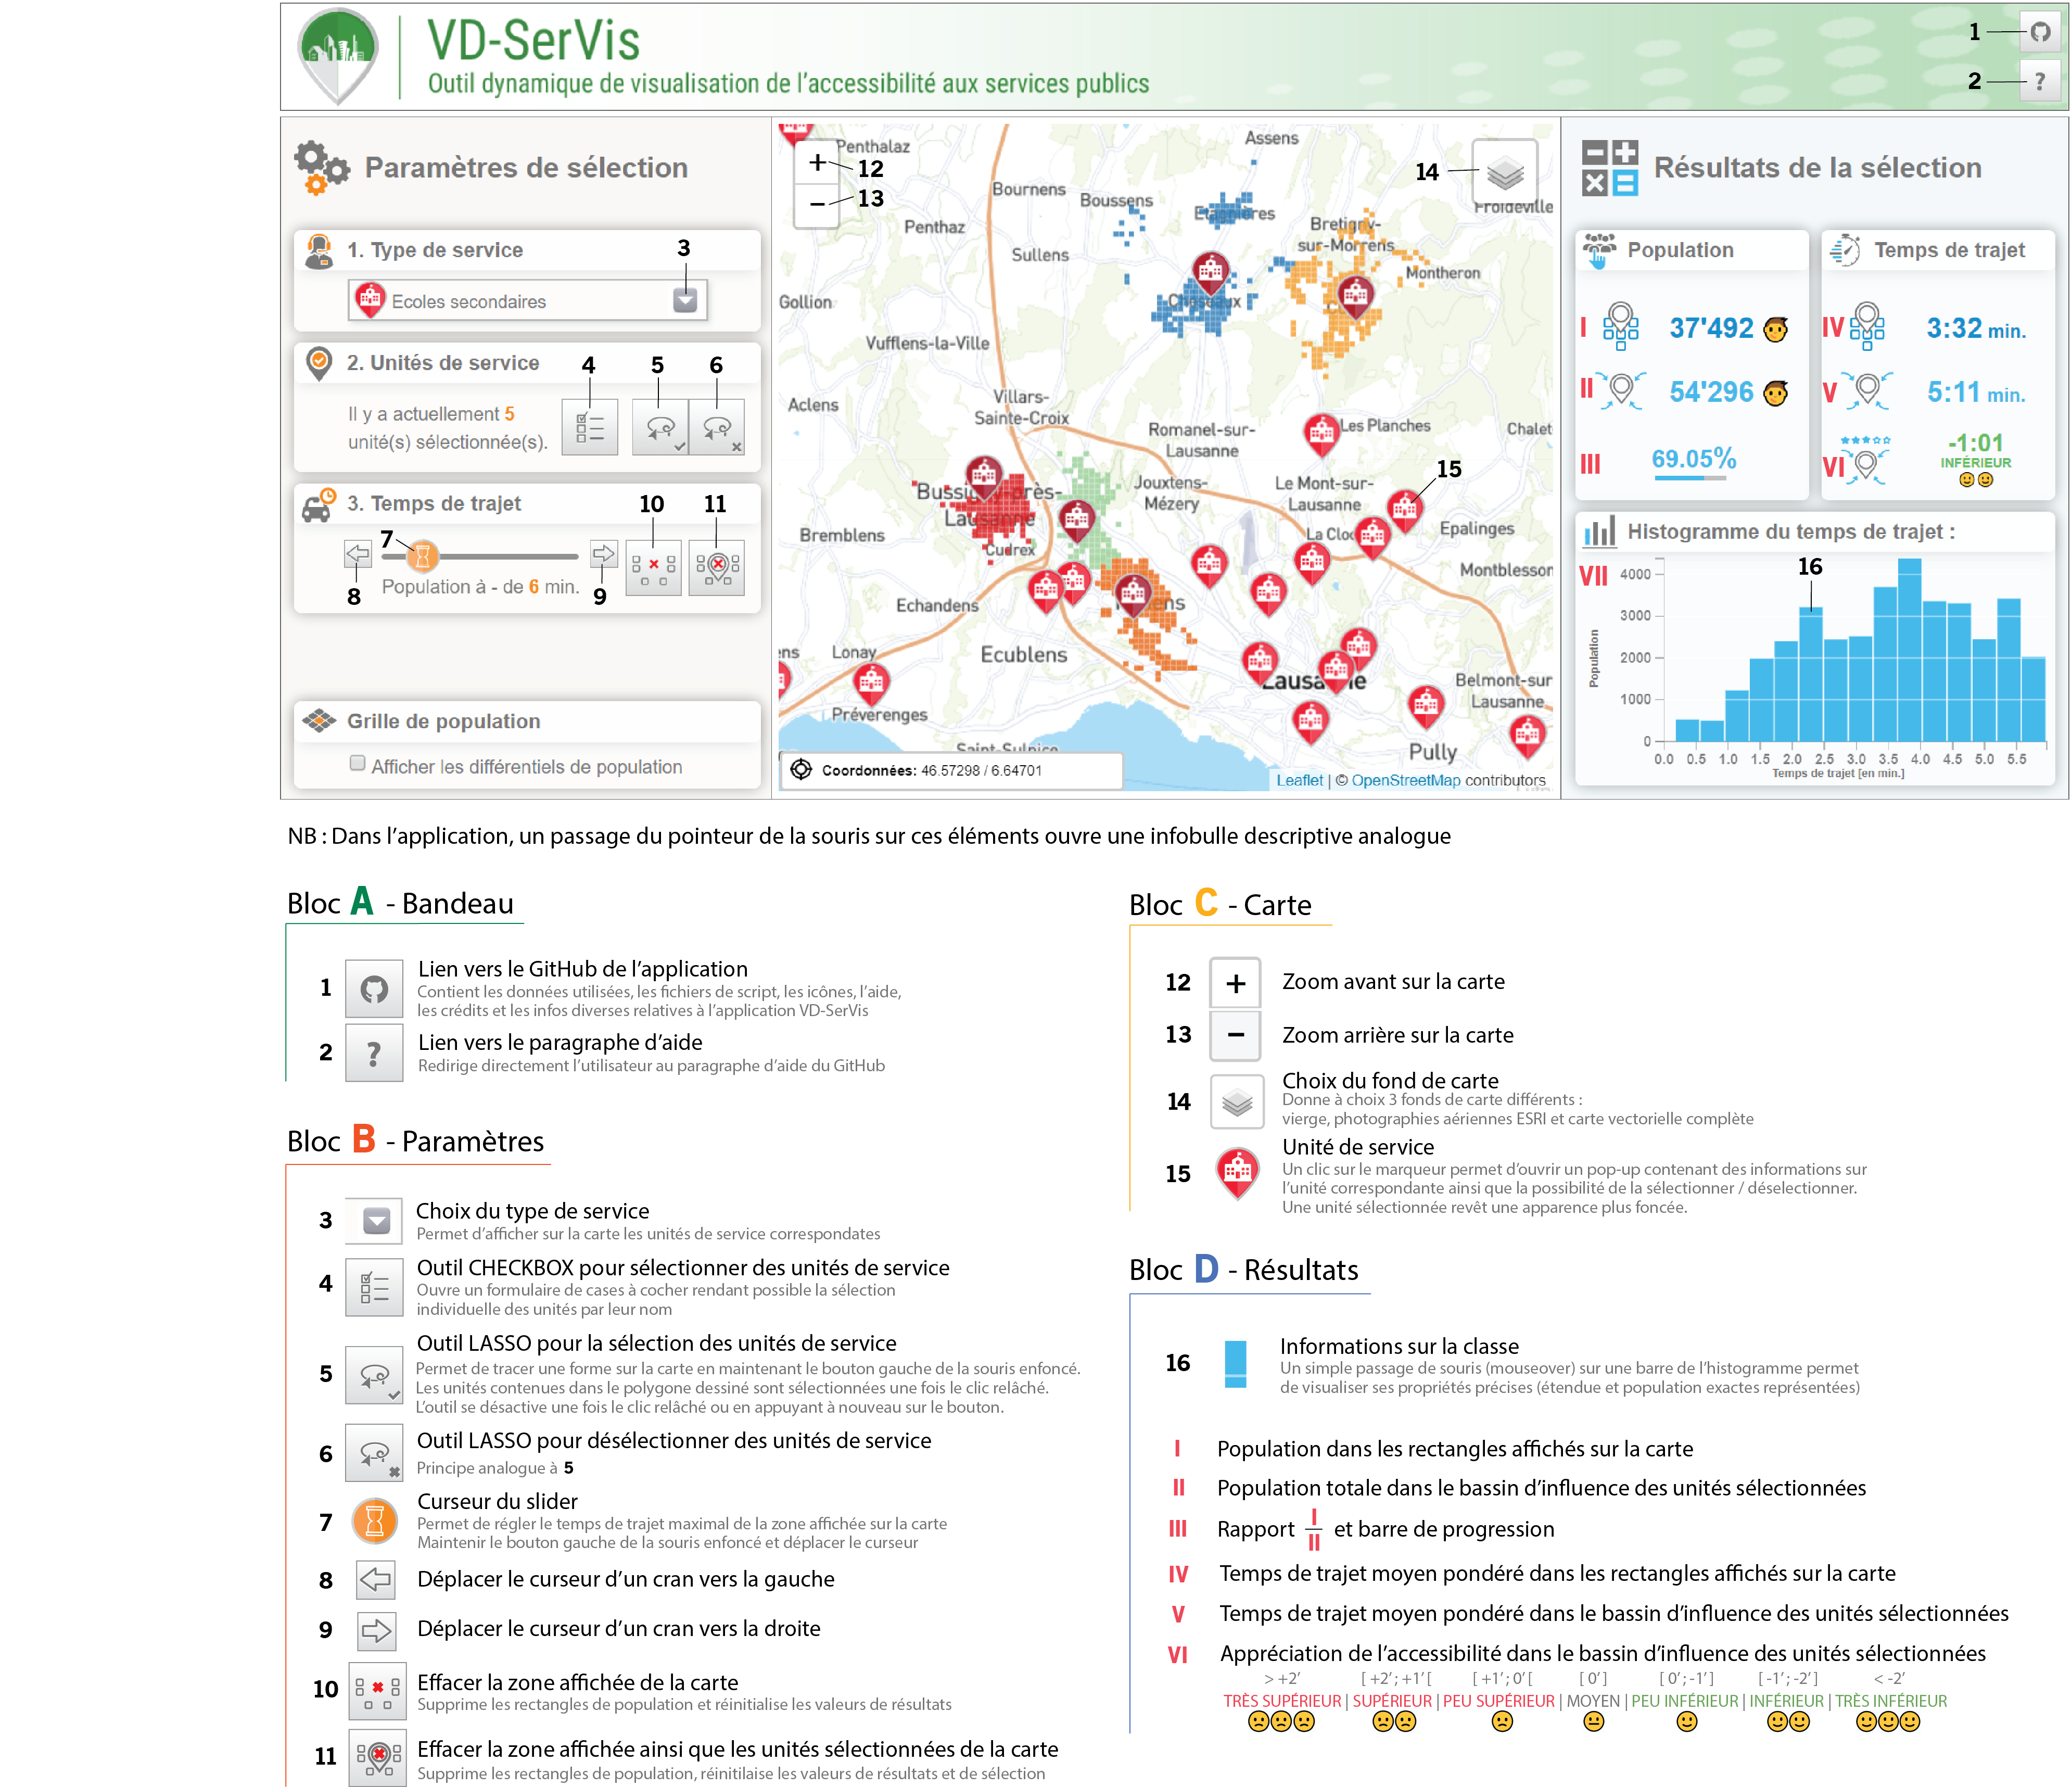 VD-SerVis
Outil dynamique de visualisation de l'accessibilité aux services publics
1
2
?
Paramètres de sélection
1. Type de service
3
Ecoles secondaires
2. Unités de service
4
5
6
Il y a actuellement 5
unité(s) sélectionnée(s).
3. Temps de trajet
10
11
7
Population à - de 6 min.
8
9
Grille de population
Afficher les différentiels de population
Assens
Penthalaz
+
12
−
13
14
Bournens
Boussens
Etagnières
Froideville
Penthaz
Bretigny-
sur-Morrens
Sullens
Montheron
Gollion
Cheseaux
Vufflens-la-Ville
Villars-
Sainte-Croix
Aclens
Romanel-sur-
Lausanne
Les Planches
Chalet
15
Bussigny-près-
Lausanne
Jouxtens-
Mézery
Le Mont-sur-
Lausanne
Bremblens
La Cloc
Epalinges
Cudrex
Montblesson
Echandens
Ecublens
Lonay
Lausanne
Belmont-sur
Lausanne
Préverenges
Saint-Sulpice
Pully
Coordonnées: 46.57298 / 6.64701
Leaflet | © OpenStreetMap contributors
Résultats de la sélection
Population
I
37'492
II
54'296
III
69.05%
Temps de trajet
IV
3:32 min.
V
5:11 min.
VI
-1:01
INFÉRIEUR
Histogramme du temps de trajet :
VII
16
4000
3000
2000
1000
0
Population
0.0 0.5 1.0 1.5 2.0 2.5 3.0 3.5 4.0 4.5 5.0 5.5
Temps de trajet [en min.]
NB : Dans l'application, un passage du pointeur de la souris sur ces éléments ouvre une infobulle descriptive analogue
Bloc A - Bandeau
1
Lien vers le GitHub de l'application
Contient les données utilisées, les fichiers de script, les icônes, l'aide,
les crédits et les infos diverses relatives à l'application VD-SerVis
2
?
Lien vers le paragraphe d'aide
Redirige directement l'utilisateur au paragraphe d'aide du GitHub
Bloc B - Paramètres
3
Choix du type de service
Permet d'afficher sur la carte les unités de service correspondates
4
Outil CHECKBOX pour sélectionner des unités de service
Ouvre un formulaire de cases à cocher rendant possible la sélection
individuelle des unités par leur nom
5
Outil LASSO pour la sélection des unités de service
Permet de tracer une forme sur la carte en maintenant le bouton gauche de la souris enfoncé.
Les unités contenues dans le polygone dessiné sont sélectionnées une fois le clic relâché.
L'outil se désactive une fois le clic relâché ou en appuyant à nouveau sur le bouton.
6
Outil LASSO pour désélectionner des unités de service
Principe analogue à 5
7
Curseur du slider
Permet de régler le temps de trajet maximal de la zone affichée sur la carte
Maintenir le bouton gauche de la souris enfoncé et déplacer le curseur
8
Déplacer le curseur d'un cran vers la gauche
9
Déplacer le curseur d'un cran vers la droite
10
Effacer la zone affichée de la carte
Supprime les rectangles de population et réinitialise les valeurs de résultats
11
Effacer la zone affichée ainsi que les unités sélectionnées de la carte
Supprime les rectangles de population, réinitilaise les valeurs de résultats et de sélection
Bloc C - Carte
12
+
Zoom avant sur la carte
13
−
Zoom arrière sur la carte
14
Choix du fond de carte
Donne à choix 3 fonds de carte différents :
vierge, photographies aériennes ESRI et carte vectorielle complète
15
Unité de service
Un clic sur le marqueur permet d'ouvrir un pop-up contenant des informations sur
l'unité correspondante ainsi que la possibilité de la sélectionner / déselectionner.
Une unité sélectionnée revêt une apparence plus foncée.
Bloc D - Résultats
16
Informations sur la classe
Un simple passage de souris (mouseover) sur une barre de l'histogramme permet
de visualiser ses propriétés précises (étendue et population exactes représentées)
I Population dans les rectangles affichés sur la carte
II Population totale dans le bassin d'influence des unités sélectionnées
III Rapport I / II et barre de progression
IV Temps de trajet moyen pondéré dans les rectangles affichés sur la carte
V Temps de trajet moyen pondéré dans le bassin d'influence des unités sélectionnées
VI Appréciation de l'accessibilité dans le bassin d'influence des unités sélectionnées
> +2' [ +2' ; +1' [ [ +1' ; 0' [ [ 0' ] [ 0' ; -1' ] [ -1' ; -2' ] < -2'
TRÈS SUPÉRIEUR | SUPÉRIEUR | PEU SUPÉRIEUR | MOYEN | PEU INFÉRIEUR | INFÉRIEUR | TRÈS INFÉRIEUR